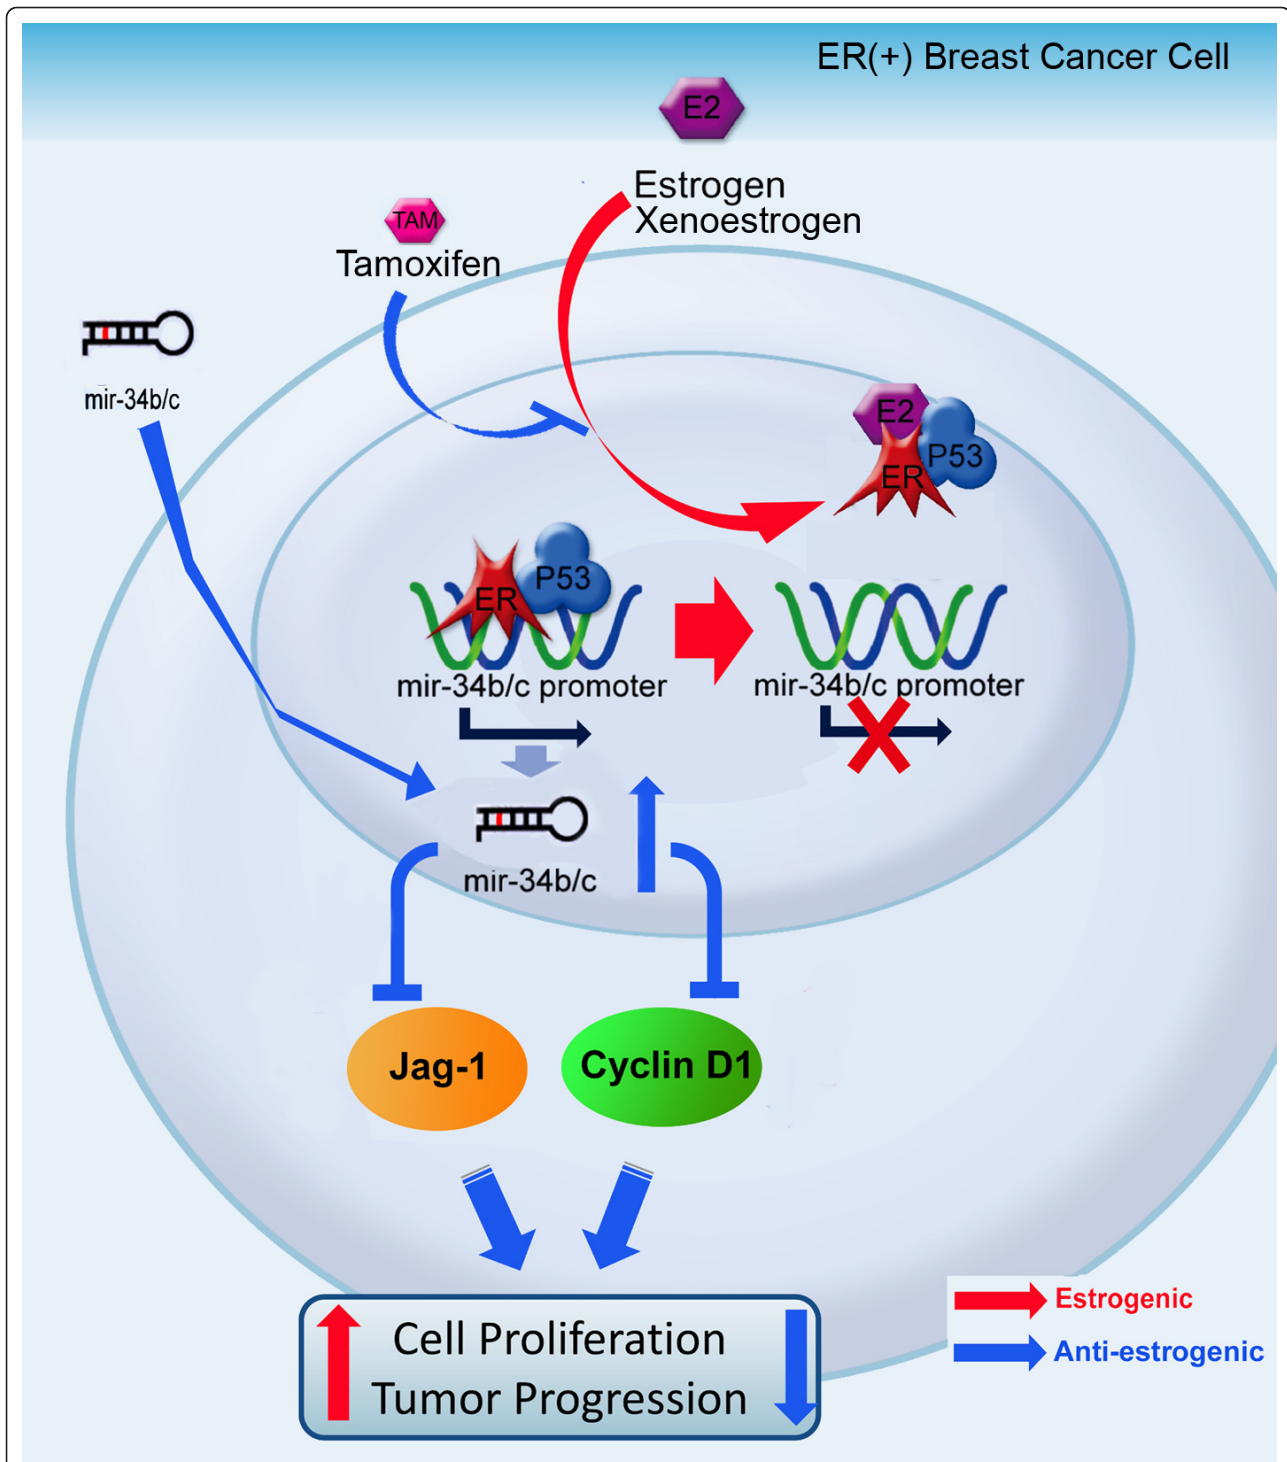 ER(+) Breast Cancer Cell
E2
Estrogen
Xenoestrogen
TAM
Tamoxifen
mir-34b/c
E2
ER
P53
ER
P53
mir-34b/c promoter
mir-34b/c promoter
mir-34b/c
Jag-1
Cyclin D1
Estrogenic
Anti-estrogenic
Cell Proliferation
Tumor Progression